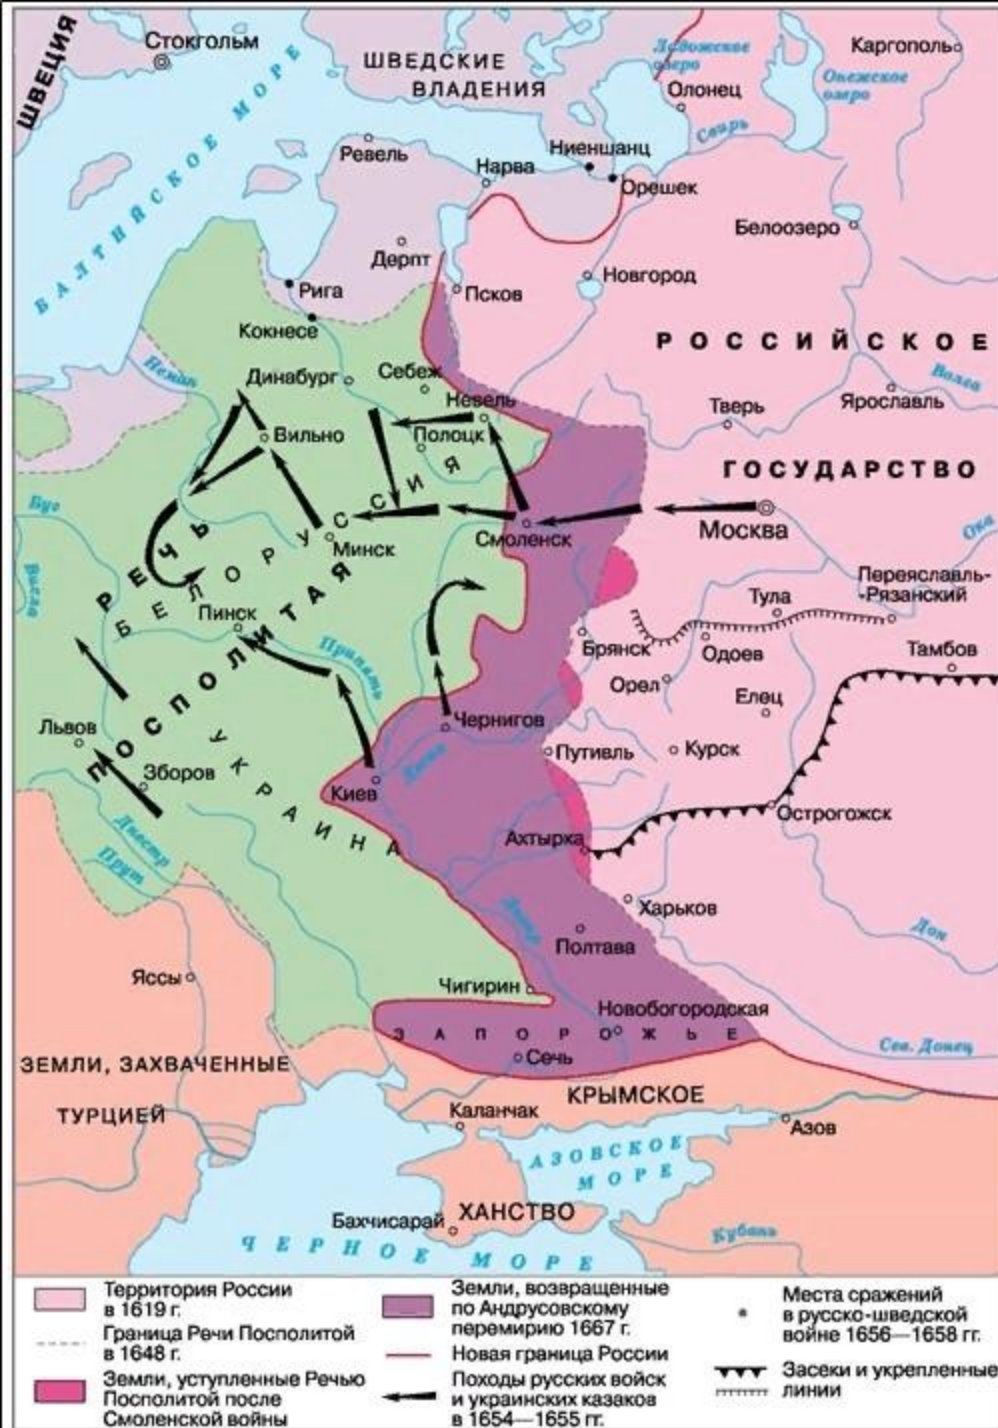 ШВЕЦИЯ
Стокгольм
ШВЕДСКИЕ
ВЛАДЕНИЯ
Ладожское
озеро
Каргополь
Онежское
озеро
Олонец
Свирь
БАЛТИЙСКОЕ МОРЕ
Ревель
Нарва
Ниеншанц
Орешек
Белоозеро
Дерпт
Новгород
Рига
Псков
Кокнесе
РОССИЙСКОЕ
Неман
Динабург
Себеж
Невель
Волга
Ярославль
Тверь
Вильно
Полоцк
ГОСУДАРСТВО
Буг
Москва
Смоленск
Ока
Минск
РЕЧЬ
ПОСПОЛИТАЯ
БЕЛОРУССИЯ
Висла
Переяславль-
-Рязанский
Тула
Пинск
Припять
Брянск
Одоев
Тамбов
Орел
Елец
Львов
Чернигов
Десна
Путивль
Курск
Зборов
УКРАИНА
Киев
Острогожск
Днестр
Прут
Ахтырка
Харьков
Днепр
Полтава
Дон
Яссы
Чигирин
Новобогородская
ЗАПОРОЖЬЕ
Сечь
Сев. Донец
ЗЕМЛИ, ЗАХВАЧЕННЫЕ
ТУРЦИЕЙ
КРЫМСКОЕ
Каланчак
Азов
АЗОВСКОЕ
МОРЕ
ХАНСТВО
Бахчисарай
Кубань
ЧЕРНОЕ МОРЕ
Территория России
в 1619 г.
Граница Речи Посполитой
в 1648 г.
Земли, уступленные Речью
Посполитой после
Смоленской войны
Земли, возвращенные
по Андрусовскому
перемирию 1667 г.
Новая граница России
Походы русских войск
и украинских казаков
в 1654—1655 гг.
Места сражений
в русско-шведской
войне 1656—1658 гг.
Засеки и укрепленные
линии